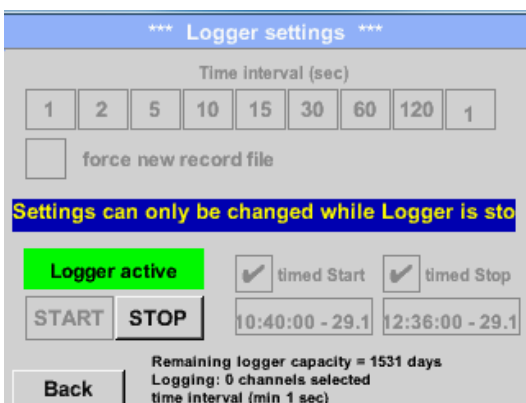 *** Logger settings ***
Time interval (sec)
1 2 5 10 15 30 60 120 1
force new record file
Settings can only be changed while Logger is sto
Logger active
timed Start timed Stop
START STOP 10:40:00 - 29.1 12:36:00 - 29.1
Remaining logger capacity = 1531 days
Logging: 0 channels selected
time interval (min 1 sec)
Back